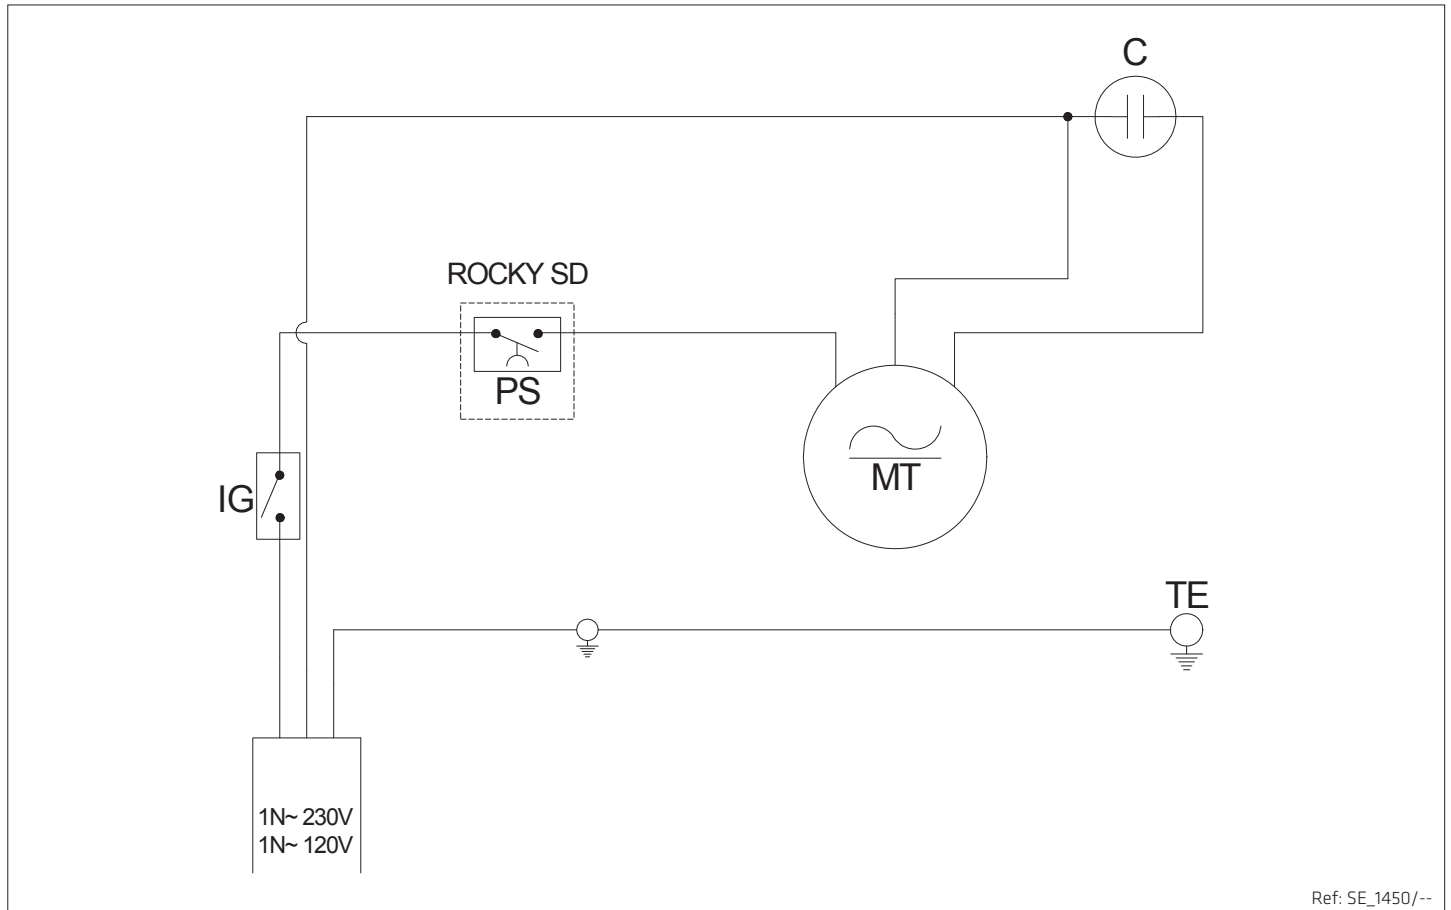 C
ROCKY SD
PS
IG
MT
TE
1N~ 230V
1N~ 120V
Ref: SE_1450/--